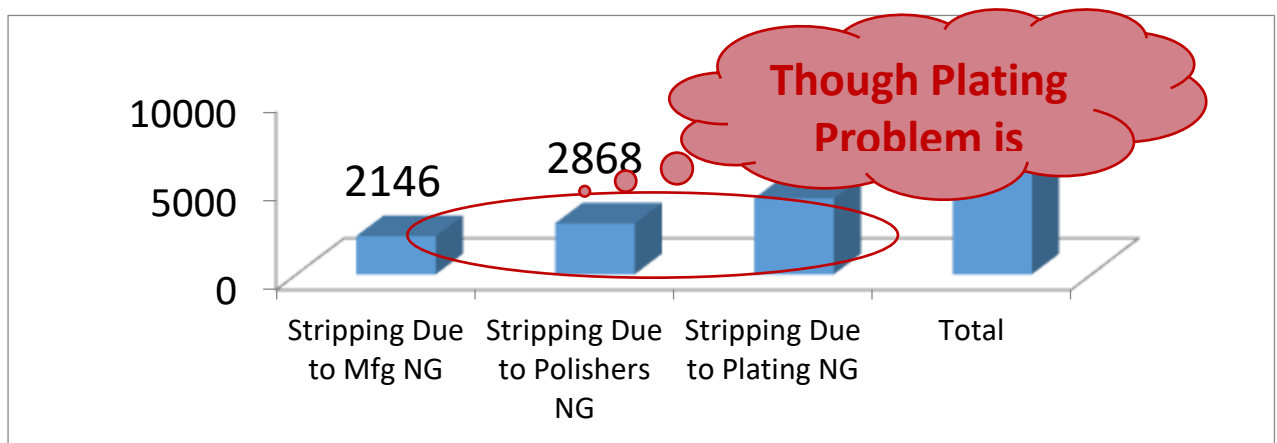 Though Plating
Problem is
10000
5000
0
2146
2868
Stripping Due
to Mfg NG
Stripping Due
to Polishers
NG
Stripping Due
to Plating NG
Total